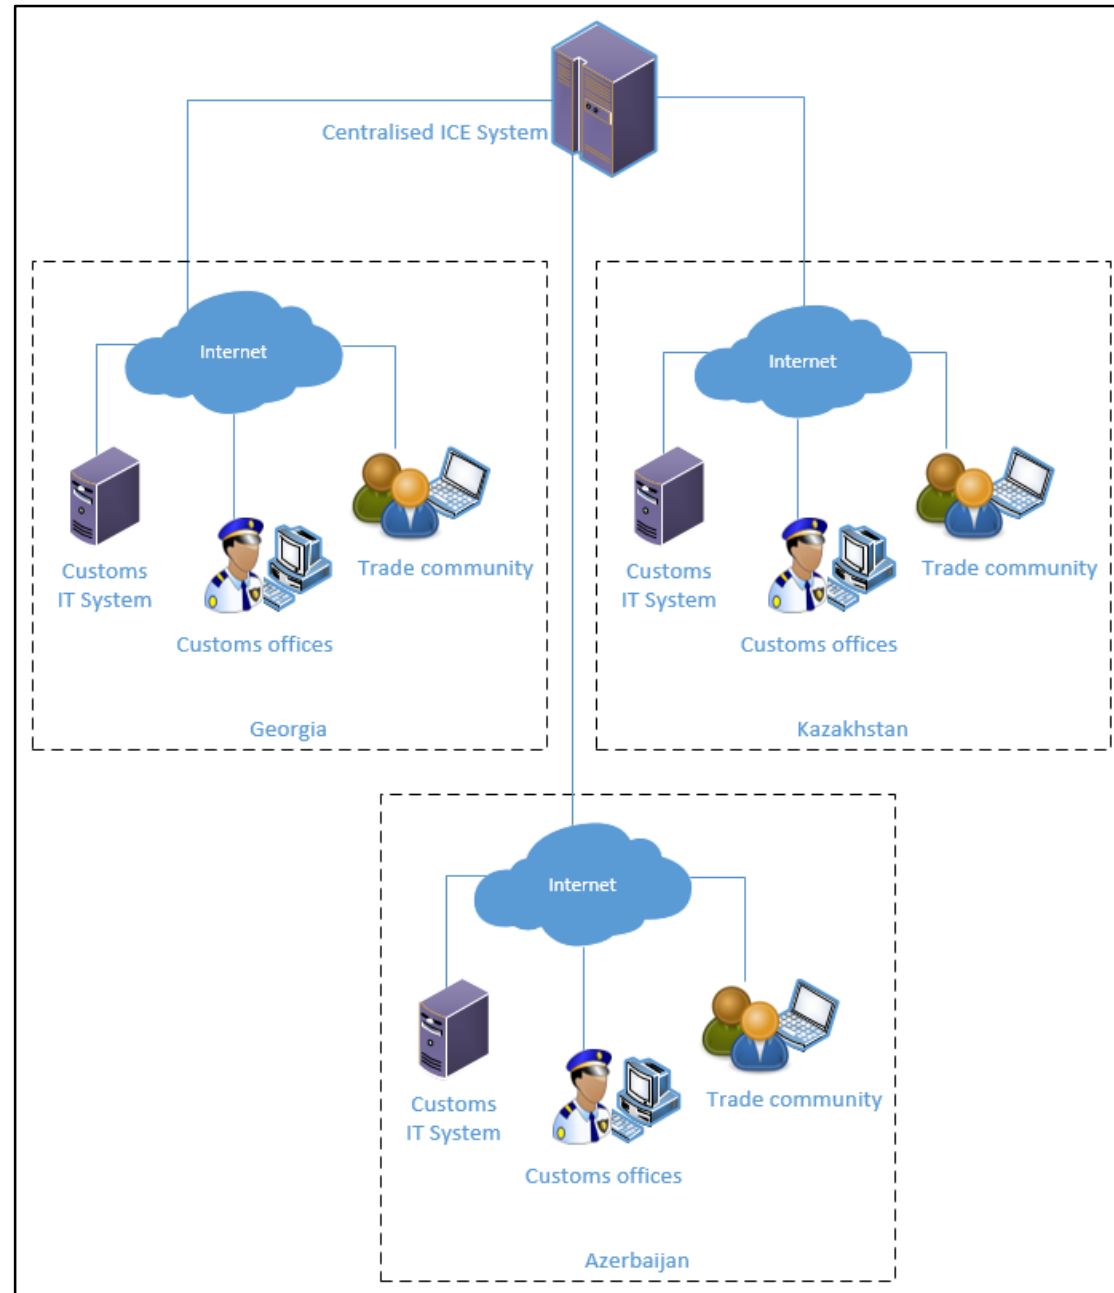 Centralised ICE System
Internet
Customs
IT System
Customs offices
Trade community
Georgia
Internet
Customs
IT System
Customs offices
Trade community
Kazakhstan
Internet
Customs
IT System
Customs offices
Trade community
Azerbaijan